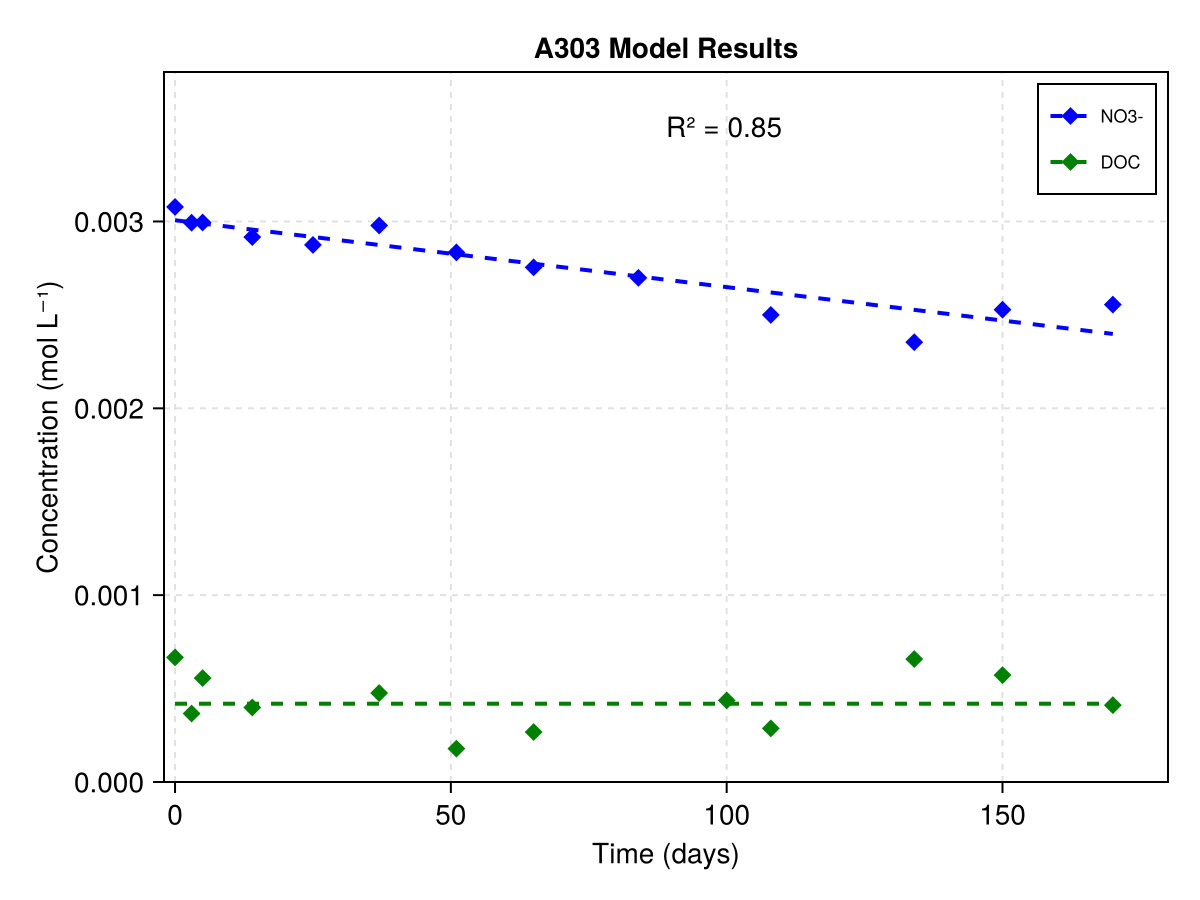 A303 Model Results
R² = 0.85
NO3-
DOC
0.003
0.002
0.001
0.000
Concentration (mol L⁻¹)
0 50 100 150
Time (days)